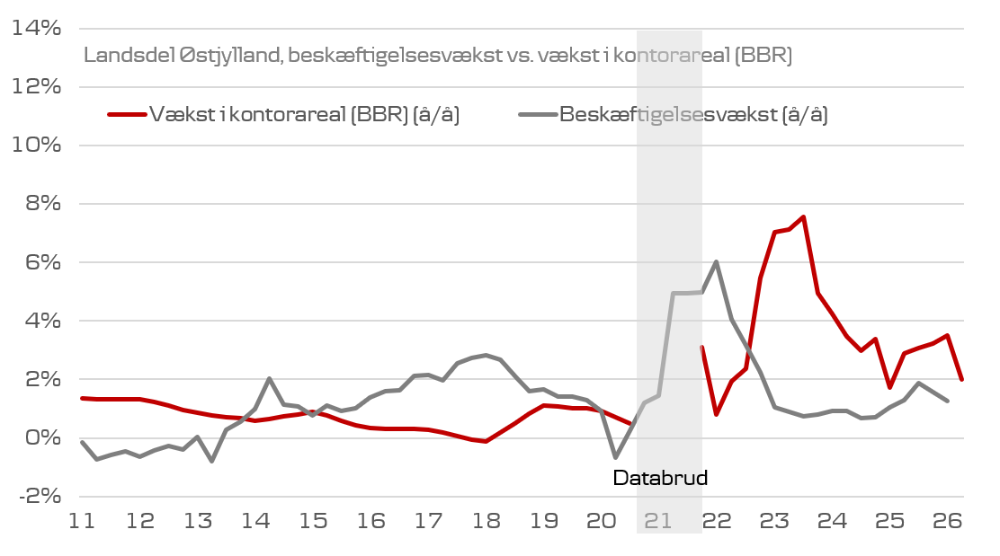 14%
Landsdel Østjylland, beskæftigelsesvækst vs. vækst i kontorareal (BBR)
12%
Vækst i kontorareal (BBR) (å/å) Beskæftigelsesvækst (å/å)
10%
8%
6%
4%
2%
0%
Databrud
-2%
11 12 13 14 15 16 17 18 19 20 21 22 23 24 25 26